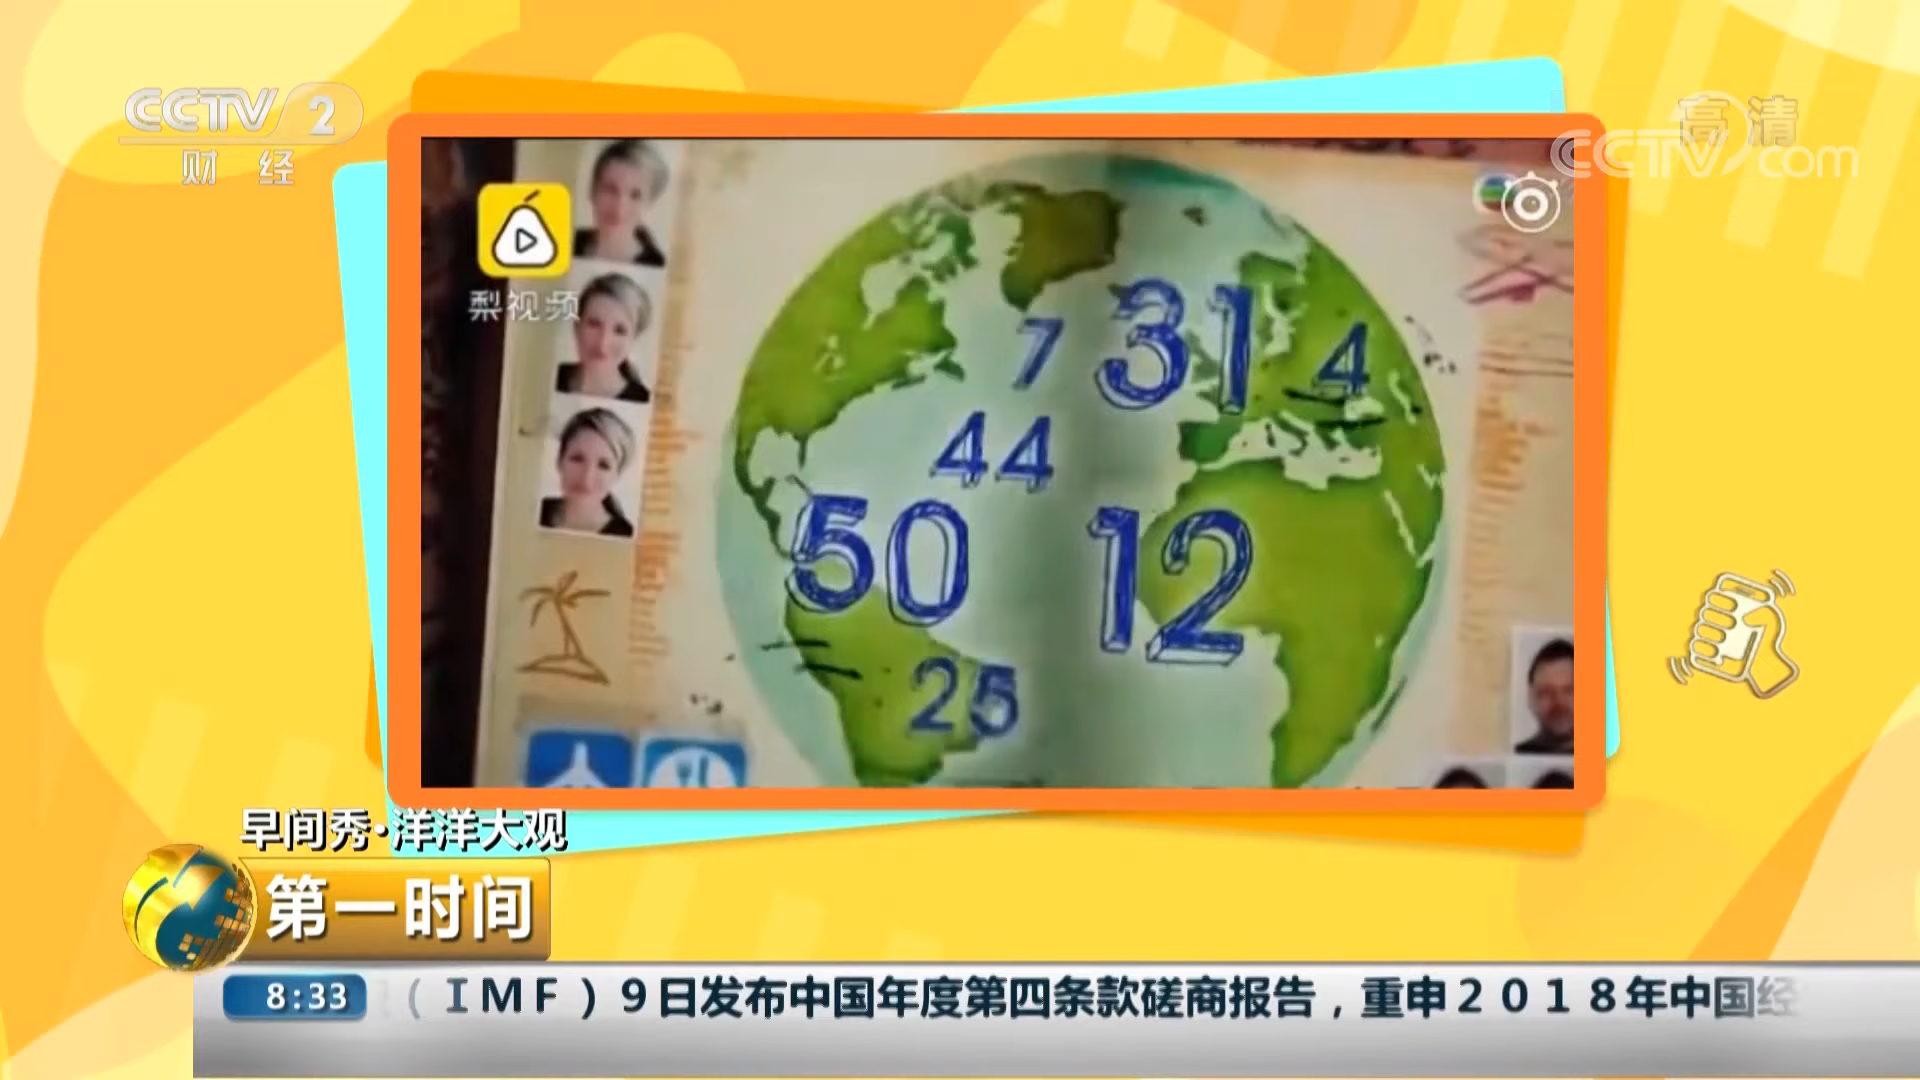 CCTV 2
财 经
高清
CCTV.com
梨视频
7
31
4
44
50
12
25
早间秀·洋洋大观
第一时间
8:33
（IMF）9日发布中国年度第四条款磋商报告，重申2018年中国经